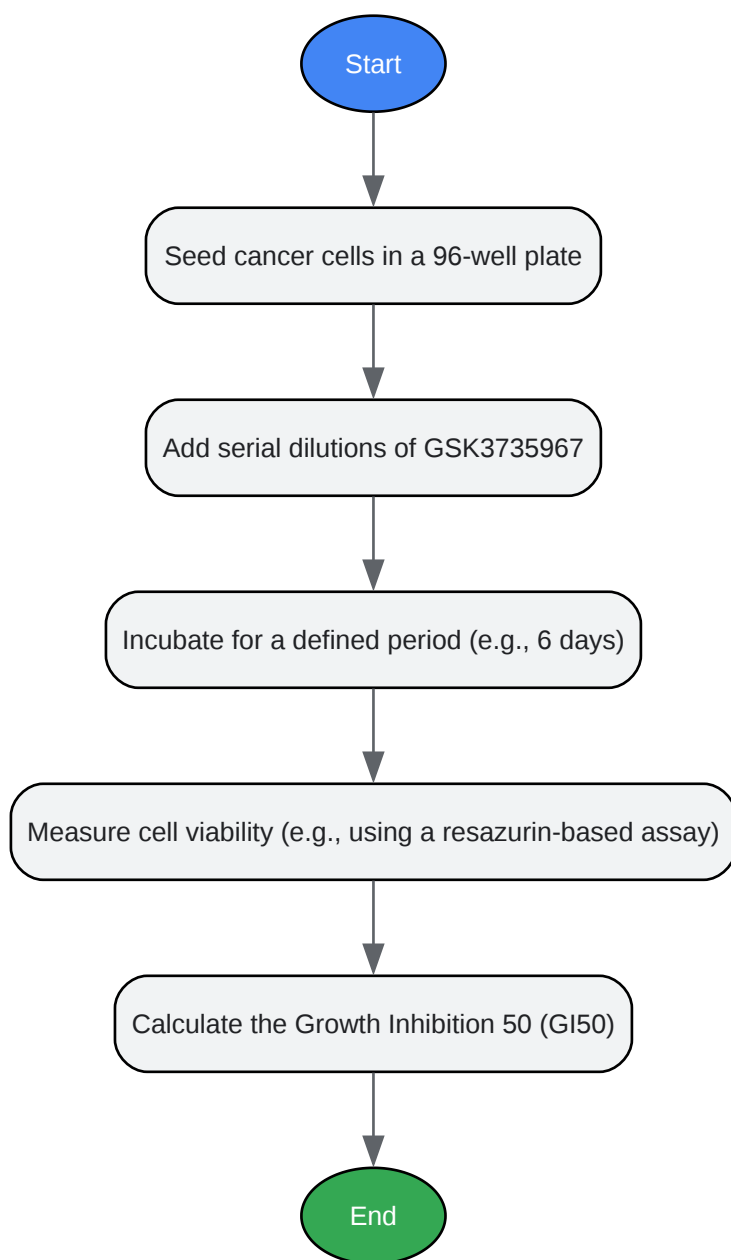 Start
Seed cancer cells in a 96-well plate
Add serial dilutions of GSK3735967
Incubate for a defined period (e.g., 6 days)
Measure cell viability (e.g., using a resazurin-based assay)
Calculate the Growth Inhibition 50 (GI50)
End